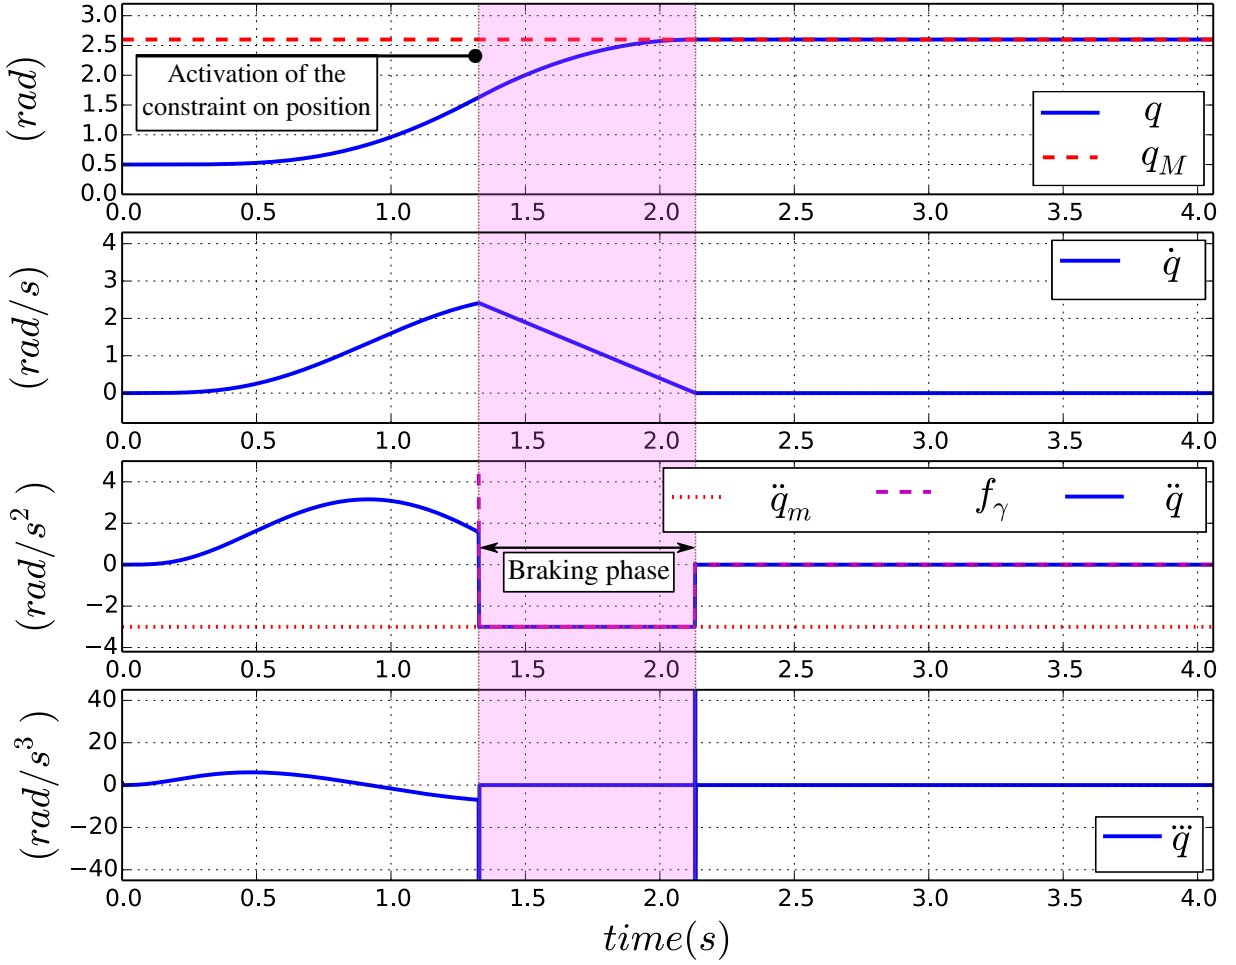 3.0
2.5
2.0
1.5
1.0
0.5
0.0
(rad)
Activation of the
constraint on position
q
q_M
0.0 0.5 1.0 1.5 2.0 2.5 3.0 3.5 4.0
4
3
2
1
0
(rad/s)
q̇
0.0 0.5 1.0 1.5 2.0 2.5 3.0 3.5 4.0
4
2
0
−2
−4
(rad/s²)
q̈_m f_γ q̈
Braking phase
0.0 0.5 1.0 1.5 2.0 2.5 3.0 3.5 4.0
40
20
0
−20
−40
(rad/s³)
q⃛
0.0 0.5 1.0 1.5 2.0 2.5 3.0 3.5 4.0
time(s)